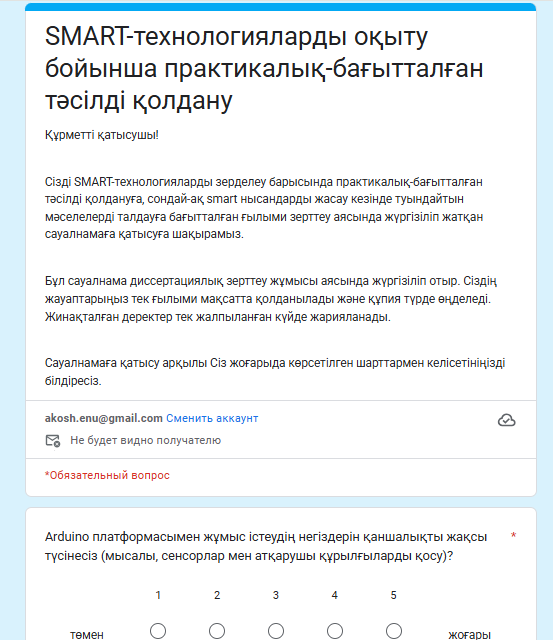 SMART-технологияларды оқыту
бойынша практикалық-бағытталған
тәсілді қолдану
Құрметті қатысушы!
Сізді SMART-технологияларды зерделеу барысында практикалық-бағытталған
тәсілді қолдануға, сондай-ақ smart нысандарды жасау кезінде туындайтын
мәселелерді талдауға бағытталған ғылыми зерттеу аясында жүргізіліп жатқан
сауалнамаға қатысуға шақырамыз.
Бұл сауалнама диссертациялық зерттеу жұмысы аясында жүргізіліп отыр. Сіздің
жауаптарыңыз тек ғылыми мақсатта қолданылады және құпия түрде өңделеді.
Жинақталған деректер тек жалпыланған күйде жарияланады.
Сауалнамаға қатысу арқылы Сіз жоғарыда көрсетілген шарттармен келісетініңізді
білдіресіз.
akosh.enu@gmail.com Сменить аккаунт
Не будет видно получателю
*Обязательный вопрос
Arduino платформасымен жұмыс істеудің негіздерін қаншалықты жақсы *
түсінесіз (мысалы, сенсорлар мен атқарушы құрылғыларды қосу)?
1 2 3 4 5
төмен жоғары